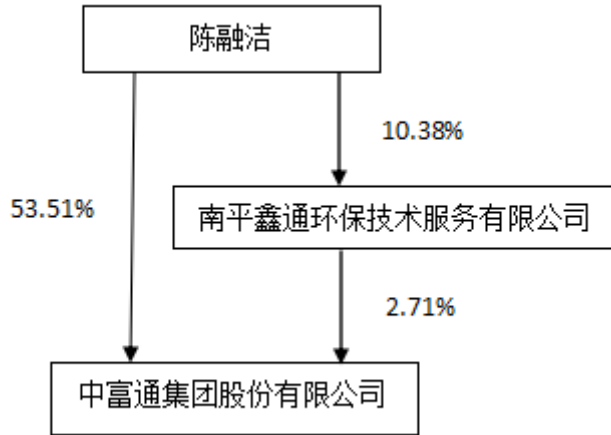 陈融洁
10.38%
53.51%
南平鑫通环保技术服务有限公司
2.71%
中富通集团股份有限公司